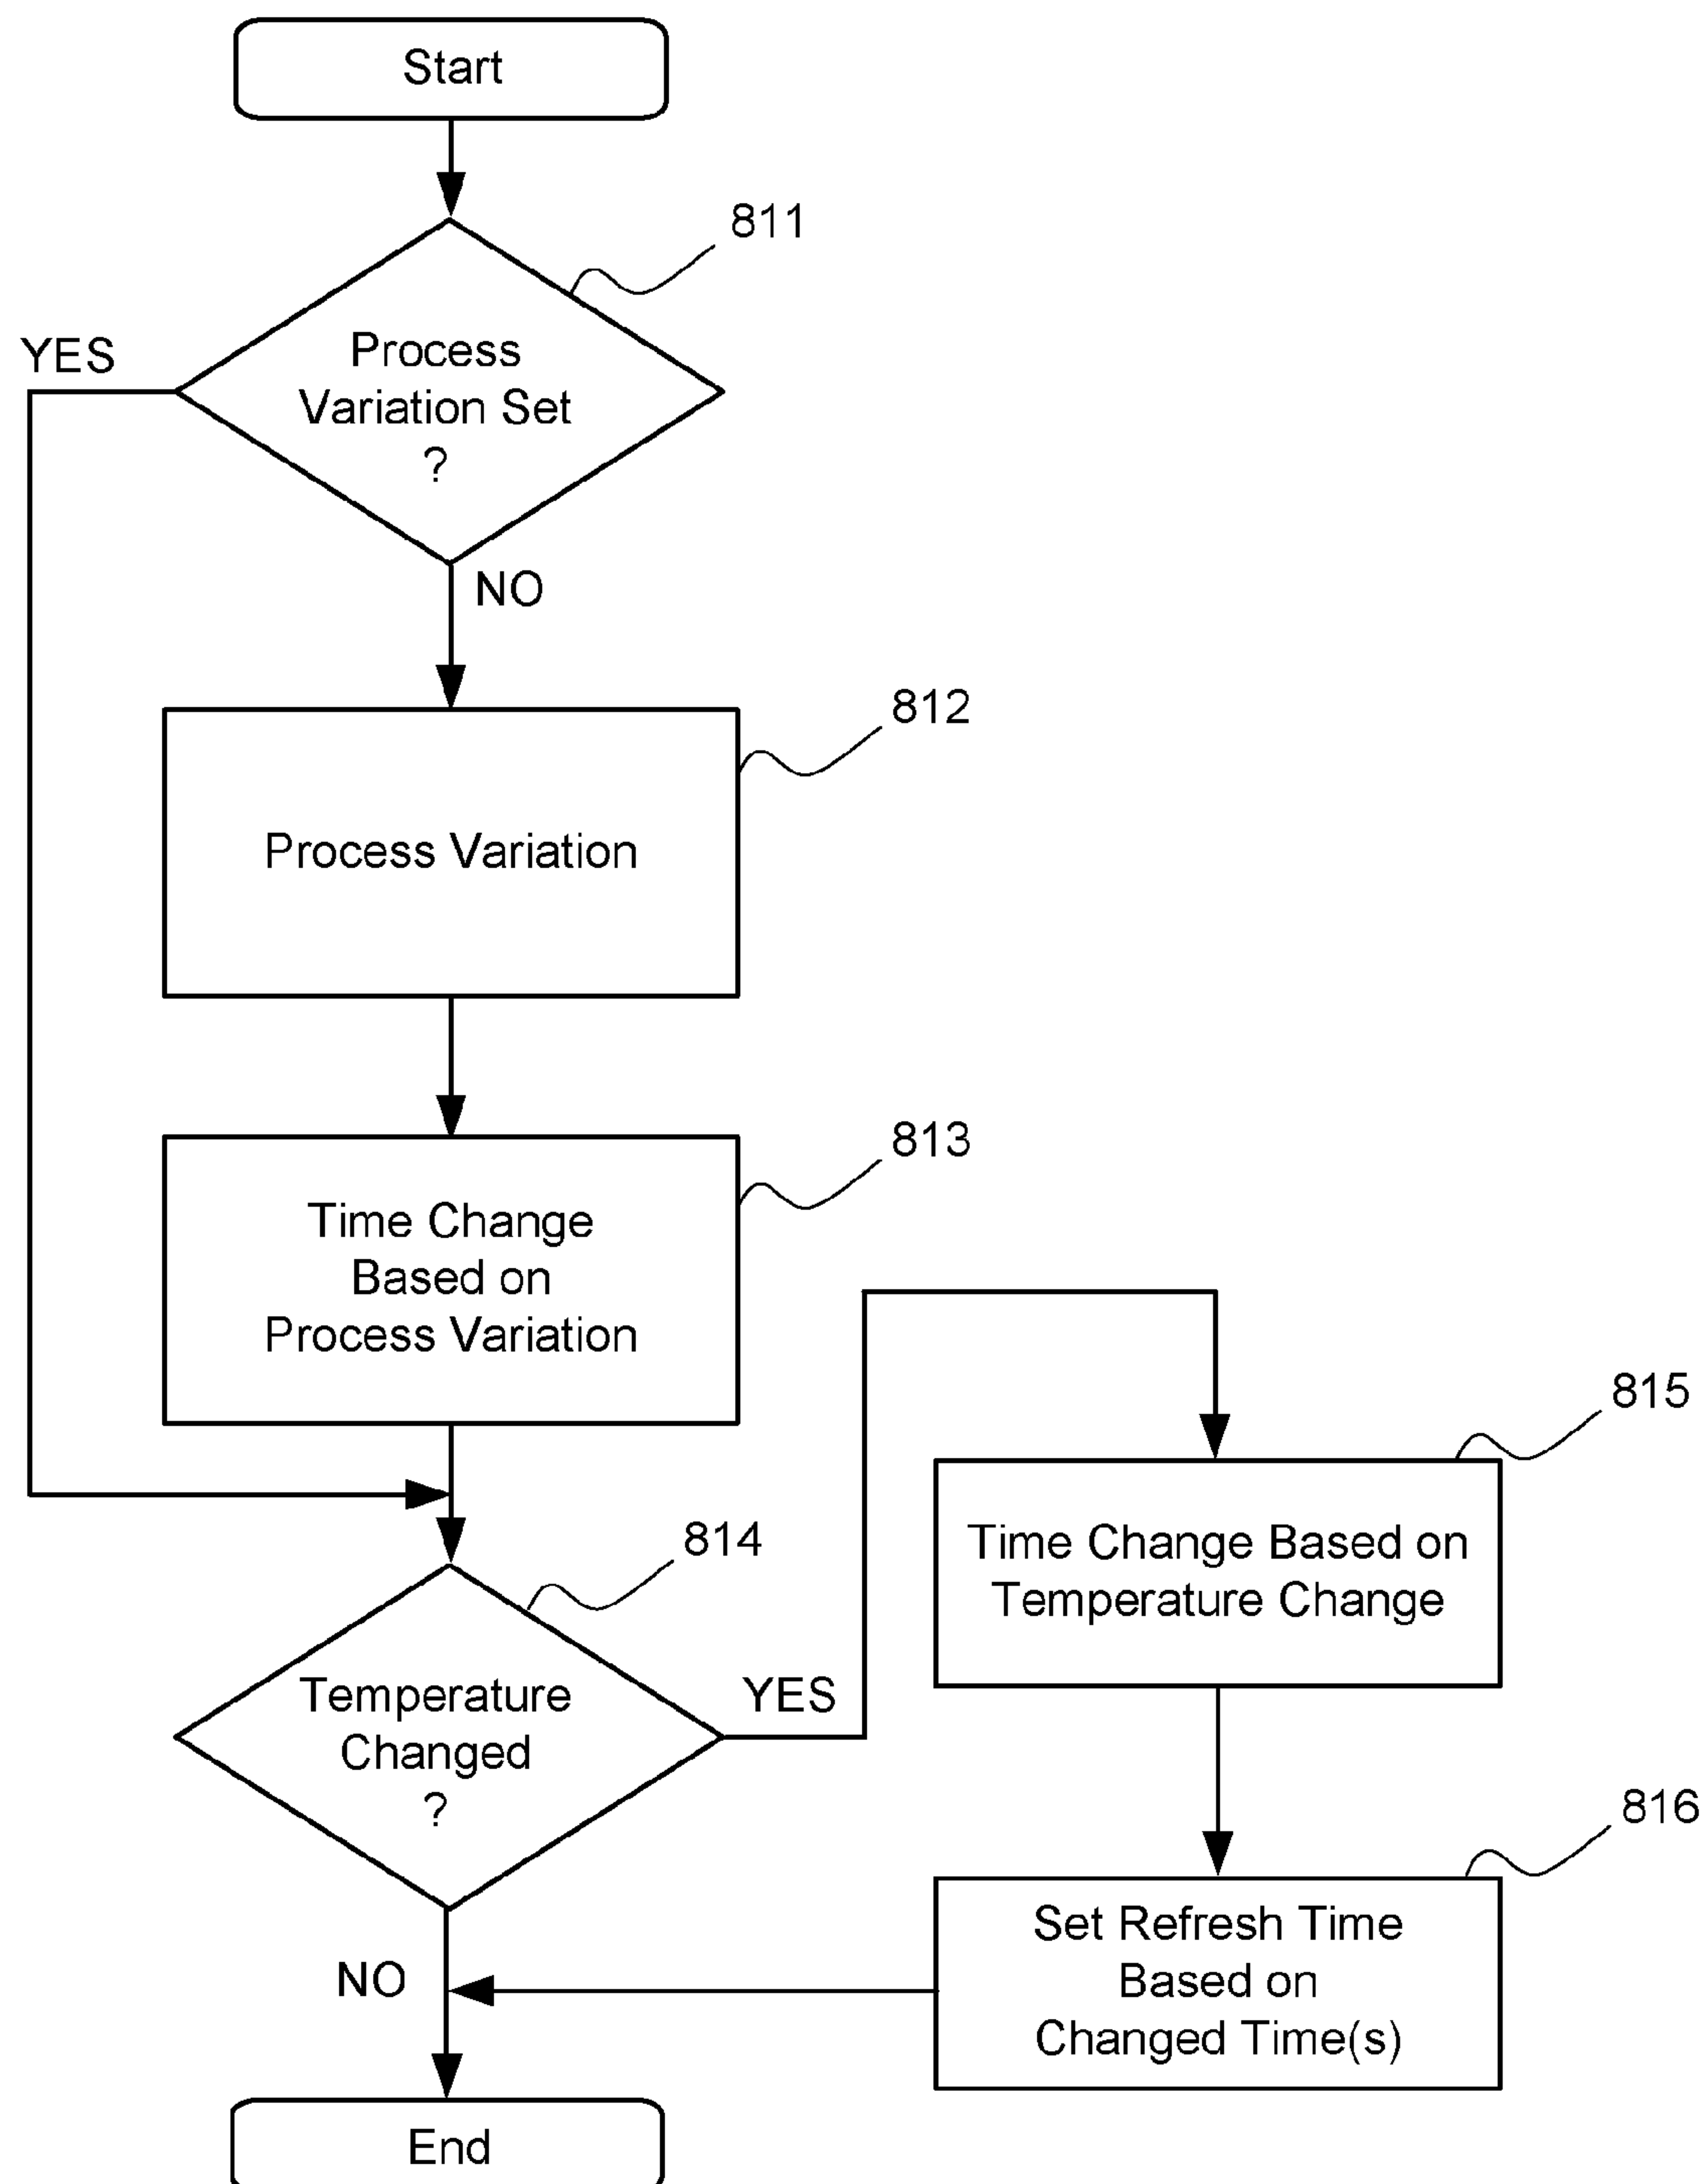 Start
811
YES
Process
Variation Set
?
NO
812
Process Variation
813
Time Change
Based on
Process Variation
814
Temperature
Changed
?
YES
815
Time Change Based on
Temperature Change
816
Set Refresh Time
Based on
Changed Time(s)
NO
End